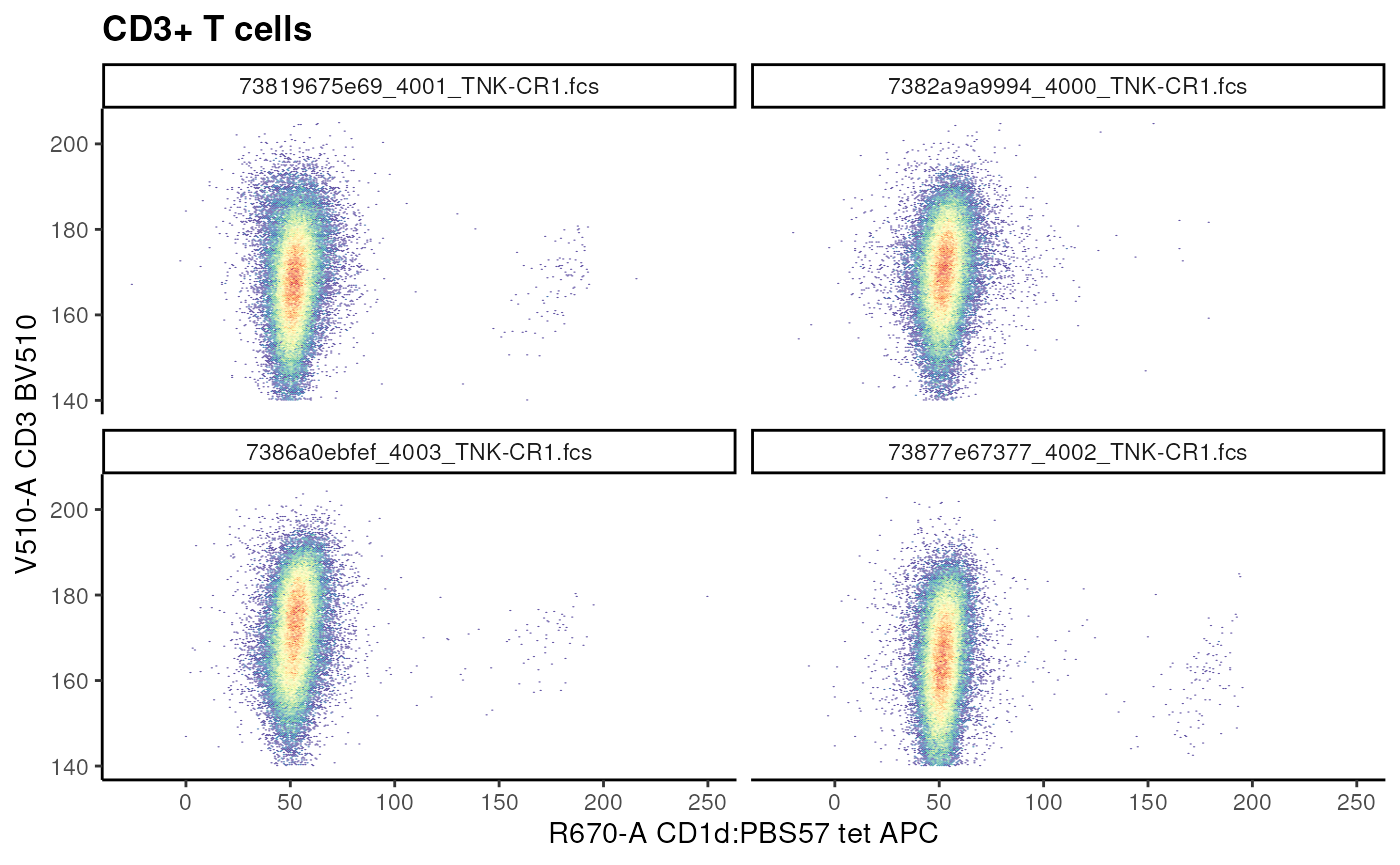 CD3+ T cells
73819675e69_4001_TNK-CR1.fcs
7382a9a9994_4000_TNK-CR1.fcs
200
180
160
140
7386a0ebfef_4003_TNK-CR1.fcs
73877e67377_4002_TNK-CR1.fcs
200
180
160
140
V510-A CD3 BV510
0 50 100 150 200 250
0 50 100 150 200 250
R670-A CD1d:PBS57 tet APC